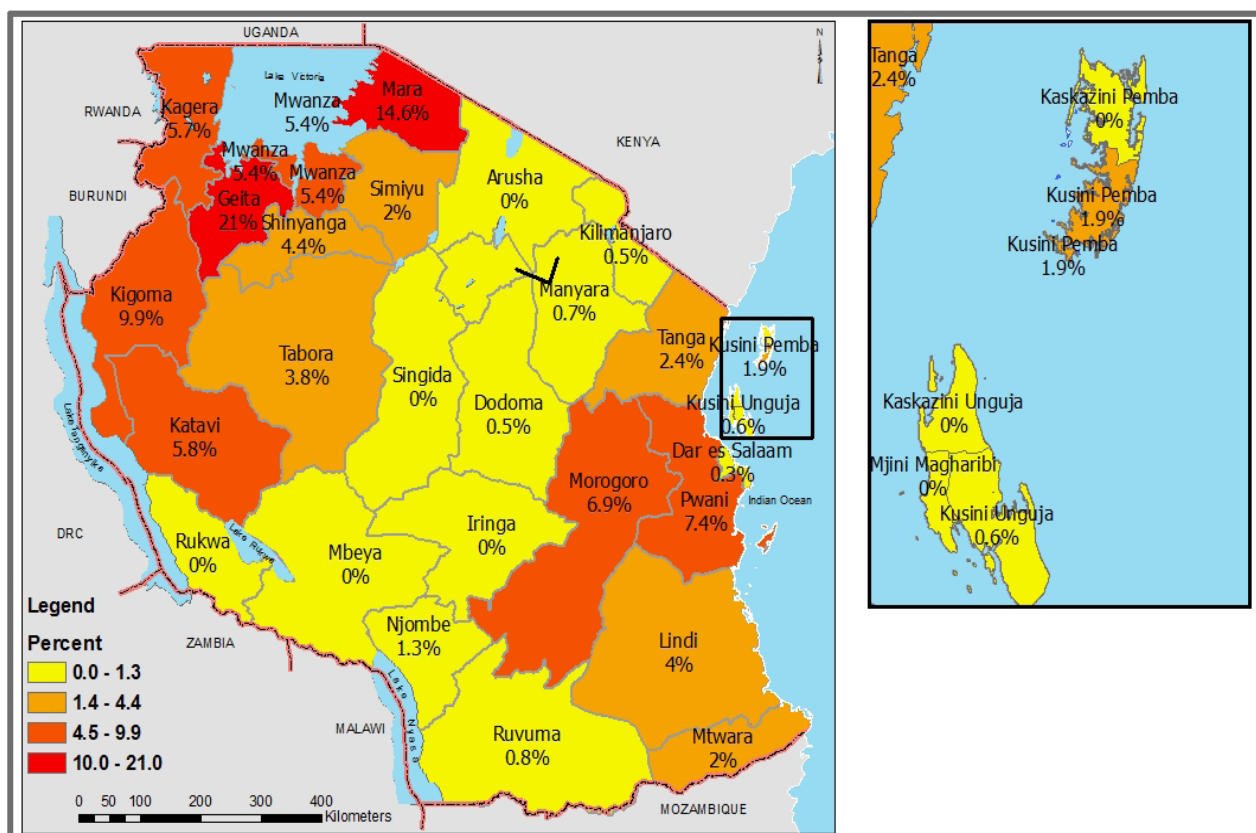 UGANDA
N
Lake Victoria
RWANDA
Kagera
5.7%
Mwanza
5.4%
Mara
14.6%
KENYA
Mwanza
5.4%
Mwanza
5.4%
BURUNDI
Geita
21%
Simiyu
2%
Arusha
0%
Shinyanga
4.4%
Kilimanjaro
0.5%
Kigoma
9.9%
Manyara
0.7%
Tabora
3.8%
Singida
0%
Tanga
2.4%
Kusini Pemba
1.9%
Dodoma
0.5%
Kusini Unguja
0.6%
Katavi
5.8%
Lake Tanganyika
Dar es Salaam
0.3%
Morogoro
6.9%
Pwani
7.4%
Indian Ocean
DRC
Rukwa
0%
Lake Rukwa
Mbeya
0%
Iringa
0%
Njombe
1.3%
Lindi
4%
ZAMBIA
MALAWI
Lake Nyasa
Ruvuma
0.8%
Mtwara
2%
MOZAMBIQUE
Legend
Percent
0.0 - 1.3
1.4 - 4.4
4.5 - 9.9
10.0 - 21.0
0 50 100 200 300 400
Kilometers
Tanga
2.4%
Kaskazini Pemba
0%
Kusini Pemba
1.9%
Kusini Pemba
1.9%
Kaskazini Unguja
0%
Mjini Magharibi
0%
Kusini Unguja
0.6%